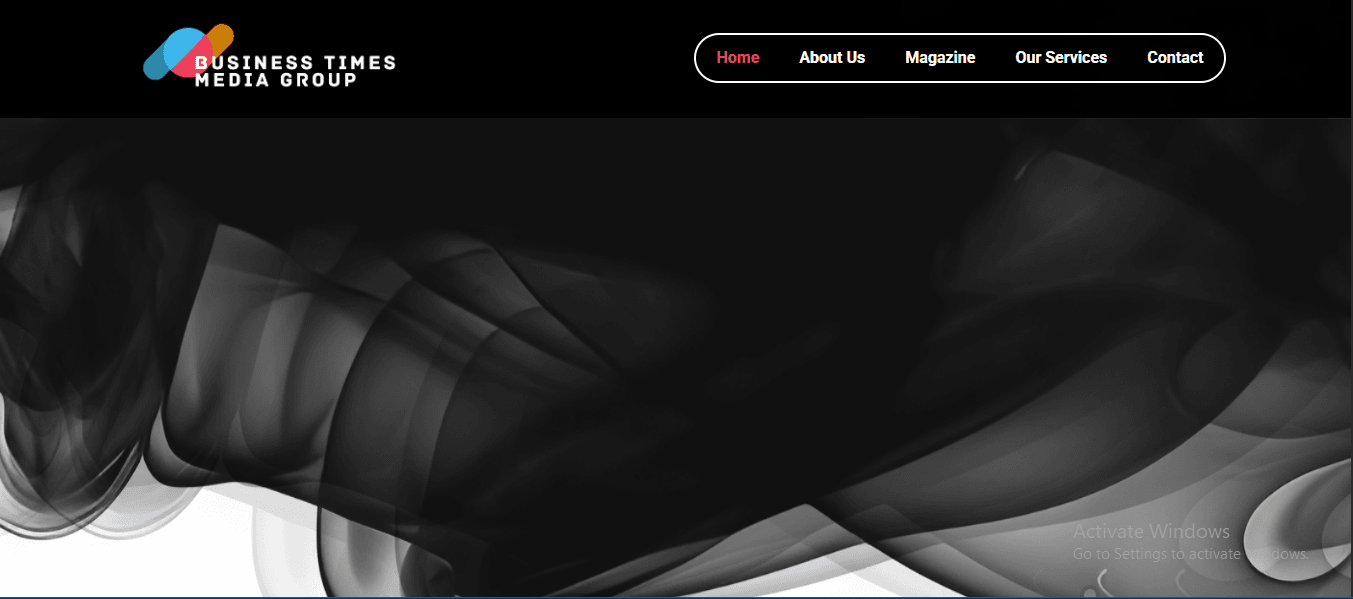 BUSINESS TIMES
MEDIA GROUP
Home About Us Magazine Our Services Contact
Activate Windows
Go to Settings to activate Windows.